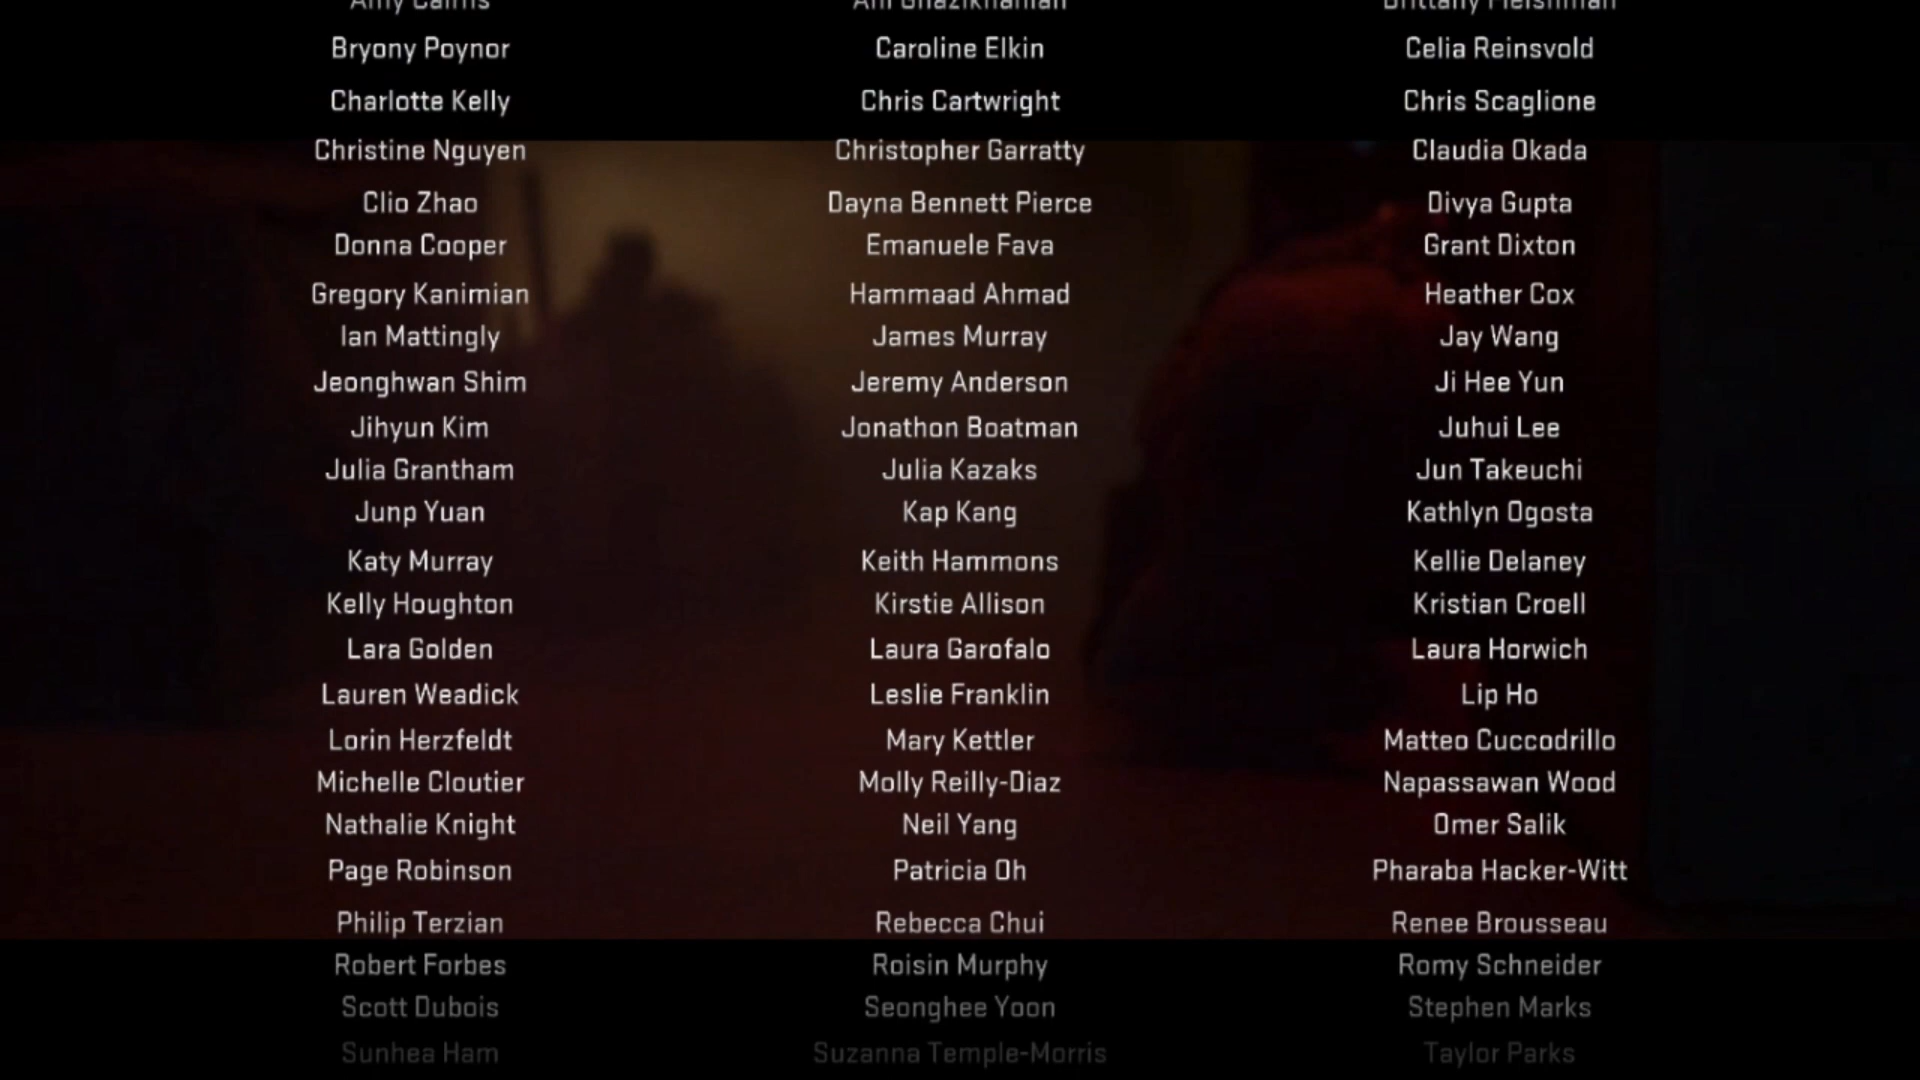 Amy Cairns Brittany Fleishman
Bryony Poynor Caroline Elkin Celia Reinsvold
Charlotte Kelly Chris Cartwright Chris Scaglione
Christine Nguyen Christopher Garratty Claudia Okada
Clio Zhao Dayna Bennett Pierce Divya Gupta
Donna Cooper Emanuele Fava Grant Dixton
Gregory Kanimian Hammaad Ahmad Heather Cox
Ian Mattingly James Murray Jay Wang
Jeonghwan Shim Jeremy Anderson Ji Hee Yun
Jihyun Kim Jonathon Boatman Juhui Lee
Julia Grantham Julia Kazaks Jun Takeuchi
Junp Yuan Kap Kang Kathlyn Ogosta
Katy Murray Keith Hammons Kellie Delaney
Kelly Houghton Kirstie Allison Kristian Croell
Lara Golden Laura Garofalo Laura Horwich
Lauren Weadick Leslie Franklin Lip Ho
Lorin Herzfeldt Mary Kettler Matteo Cuccodrillo
Michelle Cloutier Molly Reilly-Diaz Napassawan Wood
Nathalie Knight Neil Yang Omer Salik
Page Robinson Patricia Oh Pharaba Hacker-Witt
Philip Terzian Rebecca Chui Renee Brousseau
Robert Forbes Roisin Murphy Romy Schneider
Scott Dubois Seonghee Yoon Stephen Marks
Sunhea Ham Suzanna Temple-Morris Taylor Parks